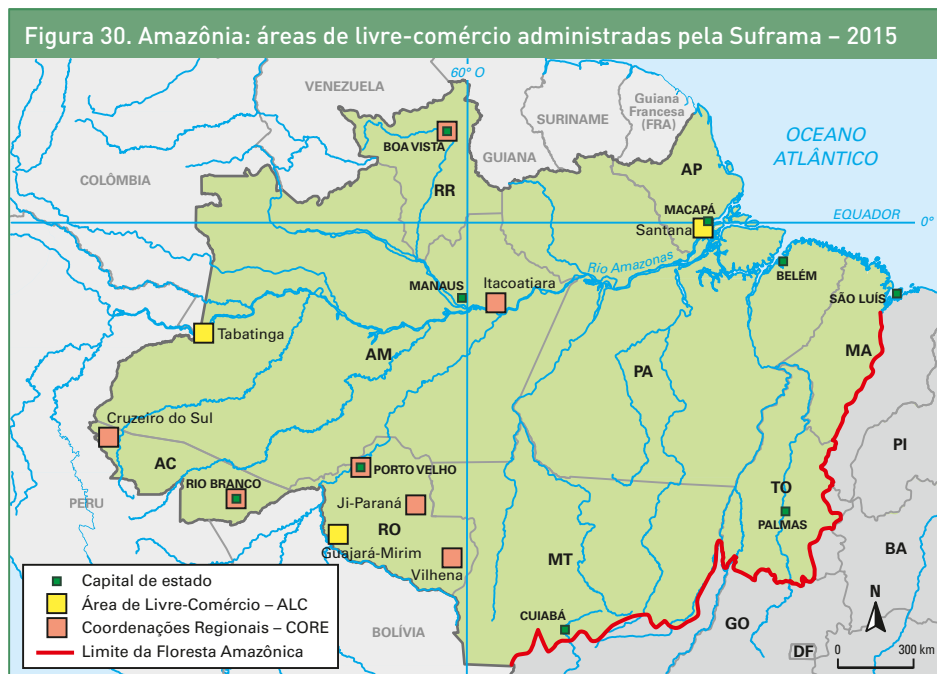 Figura 30. Amazônia: áreas de livre-comércio administradas pela Suframa – 2015
60° O
VENEZUELA
Guiana
Francesa
(FRA)
SURINAME
BOA VISTA
GUIANA
OCEANO
ATLÂNTICO
COLÔMBIA
RR
AP
MACAPÁ
EQUADOR
0°
Santana
Rio Amazonas
BELÉM
MANAUS
Itacoatiara
SÃO LUÍS
Tabatinga
AM
PA
MA
Cruzeiro do Sul
PI
AC
PORTO VELHO
RIO BRANCO
TO
PERU
Ji-Paraná
PALMAS
RO
Guajará-Mirim
BA
Vilhena
MT
N
CUIABÁ
GO
BOLÍVIA
DF
0 300 km
Capital de estado
Área de Livre-Comércio – ALC
Coordenações Regionais – CORE
Limite da Floresta Amazônica